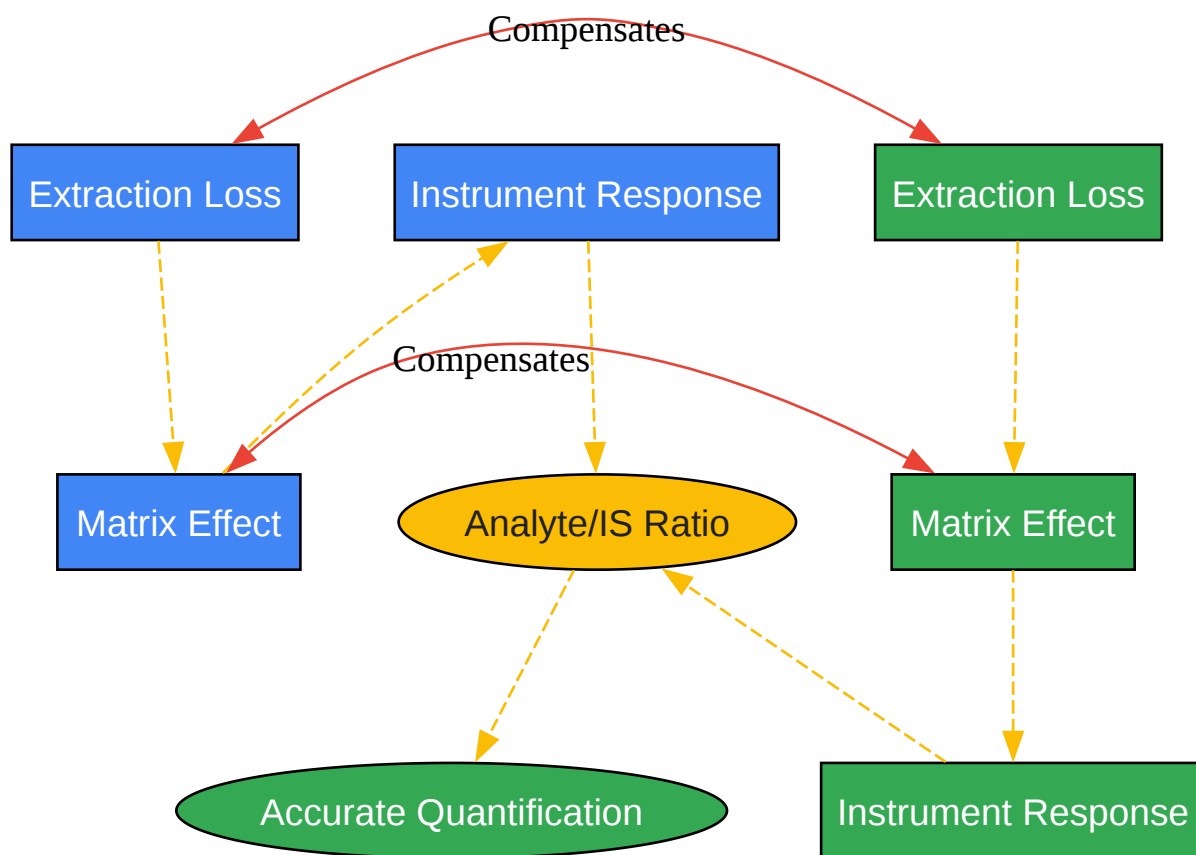 Compensates
Extraction Loss
Instrument Response
Extraction Loss
Compensates
Matrix Effect
Analyte/IS Ratio
Matrix Effect
Accurate Quantification
Instrument Response